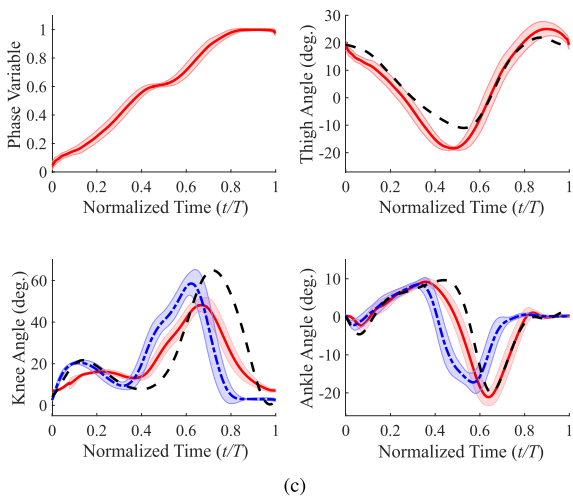 Phase Variable
1
0.8
0.6
0.4
0.2
0
0 0.2 0.4 0.6 0.8 1
Normalized Time (t/T)
Thigh Angle (deg.)
30
20
10
0
-10
-20
0 0.2 0.4 0.6 0.8 1
Normalized Time (t/T)
Knee Angle (deg.)
60
40
20
0
0 0.2 0.4 0.6 0.8 1
Normalized Time (t/T)
Ankle Angle (deg.)
10
0
-10
-20
0 0.2 0.4 0.6 0.8 1
Normalized Time (t/T)
(c)